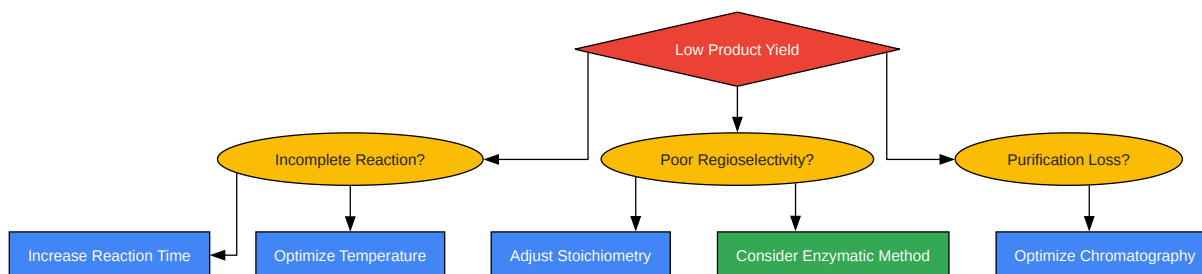 Low Product Yield
Incomplete Reaction?
Poor Regioselectivity?
Purification Loss?
Increase Reaction Time
Optimize Temperature
Adjust Stoichiometry
Consider Enzymatic Method
Optimize Chromatography